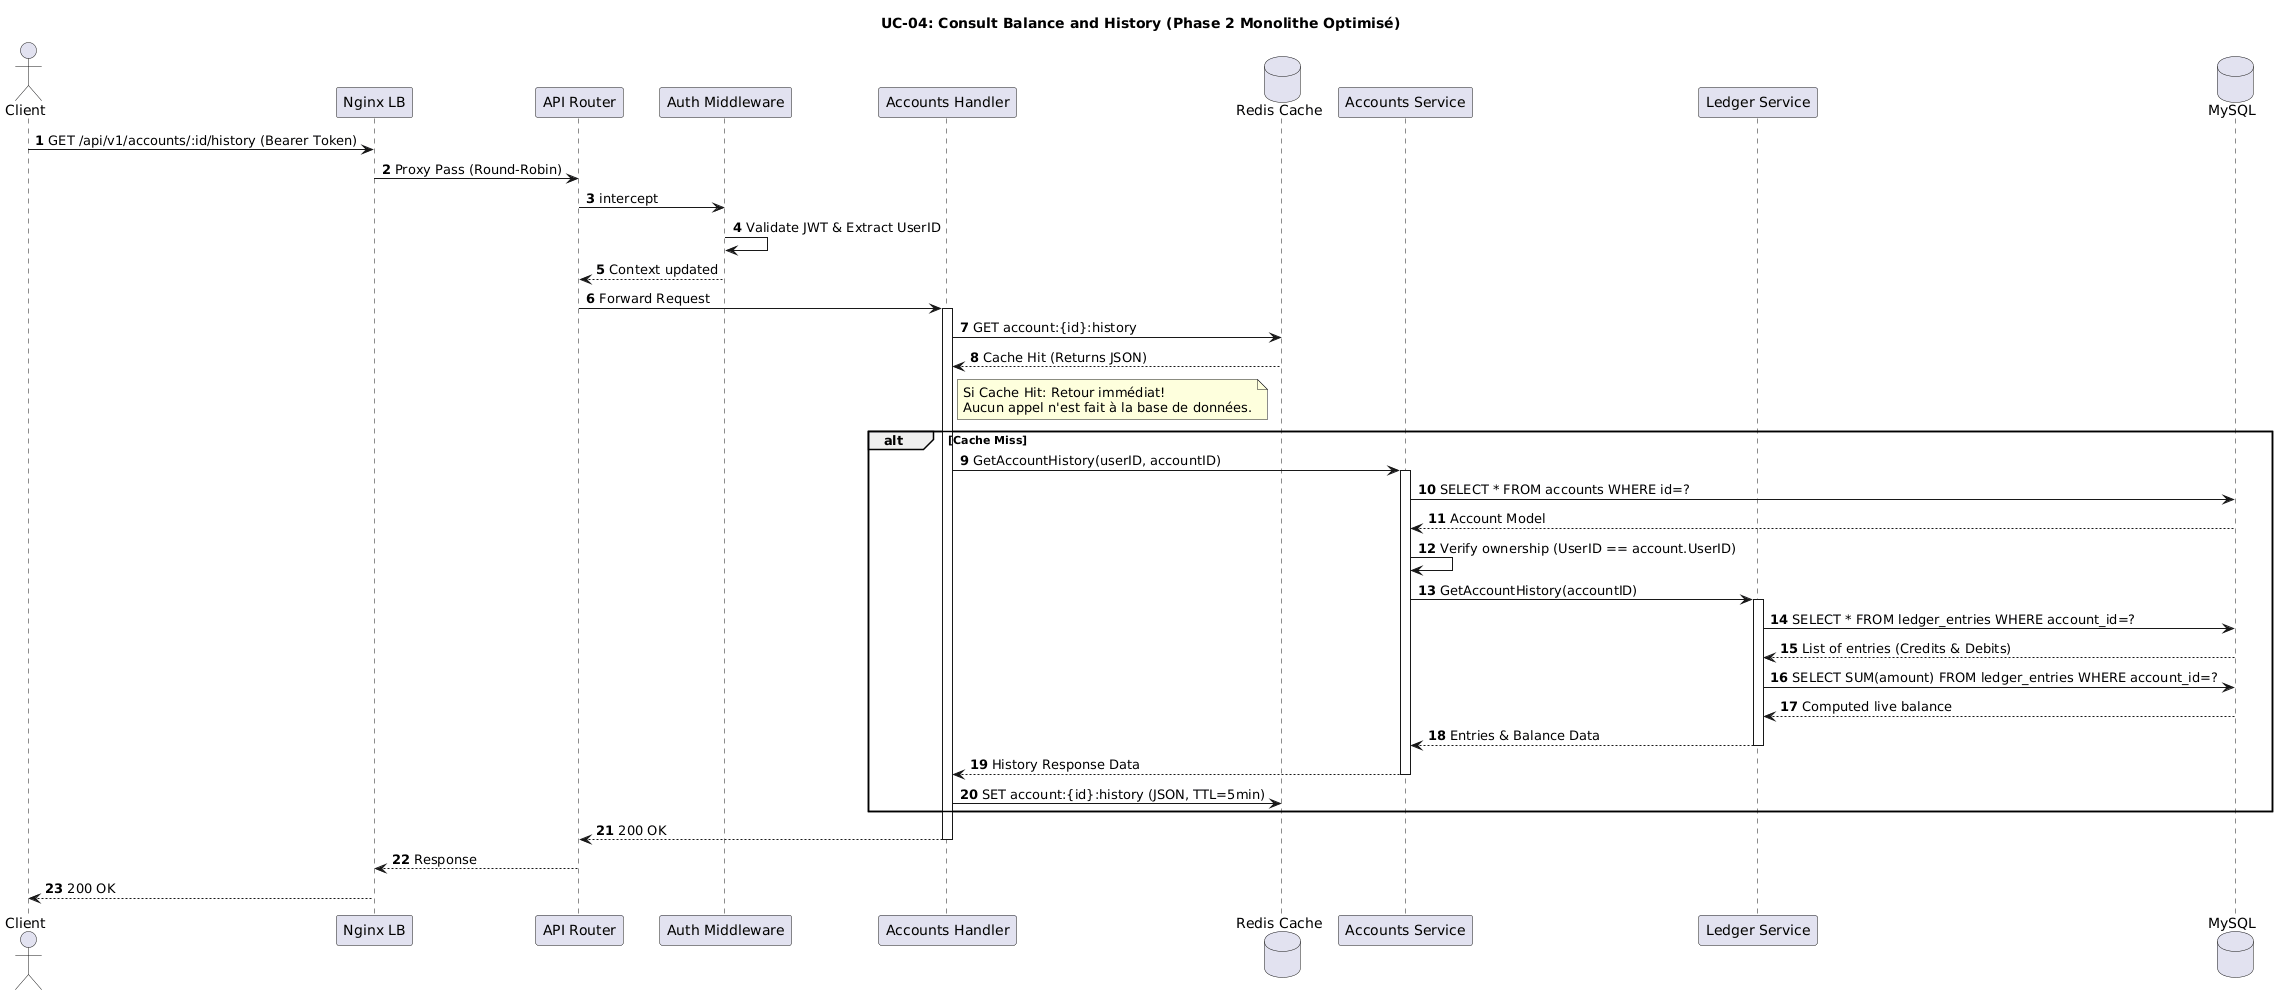 UC-04: Consult Balance and History (Phase 2 Monolithe Optimisé)
Client
Nginx LB
API Router
Auth Middleware
Accounts Handler
Redis Cache
Accounts Service
Ledger Service
MySQL
1 GET /api/v1/accounts/:id/history (Bearer Token)
2 Proxy Pass (Round-Robin)
3 intercept
4 Validate JWT & Extract UserID
5 Context updated
6 Forward Request
7 GET account:{id}:history
8 Cache Hit (Returns JSON)
Si Cache Hit: Retour immédiat!
Aucun appel n'est fait à la base de données.
alt [Cache Miss]
9 GetAccountHistory(userID, accountID)
10 SELECT * FROM accounts WHERE id=?
11 Account Model
12 Verify ownership (UserID == account.UserID)
13 GetAccountHistory(accountID)
14 SELECT * FROM ledger_entries WHERE account_id=?
15 List of entries (Credits & Debits)
16 SELECT SUM(amount) FROM ledger_entries WHERE account_id=?
17 Computed live balance
18 Entries & Balance Data
19 History Response Data
20 SET account:{id}:history (JSON, TTL=5min)
21 200 OK
22 Response
23 200 OK
Client
Nginx LB
API Router
Auth Middleware
Accounts Handler
Redis Cache
Accounts Service
Ledger Service
MySQL